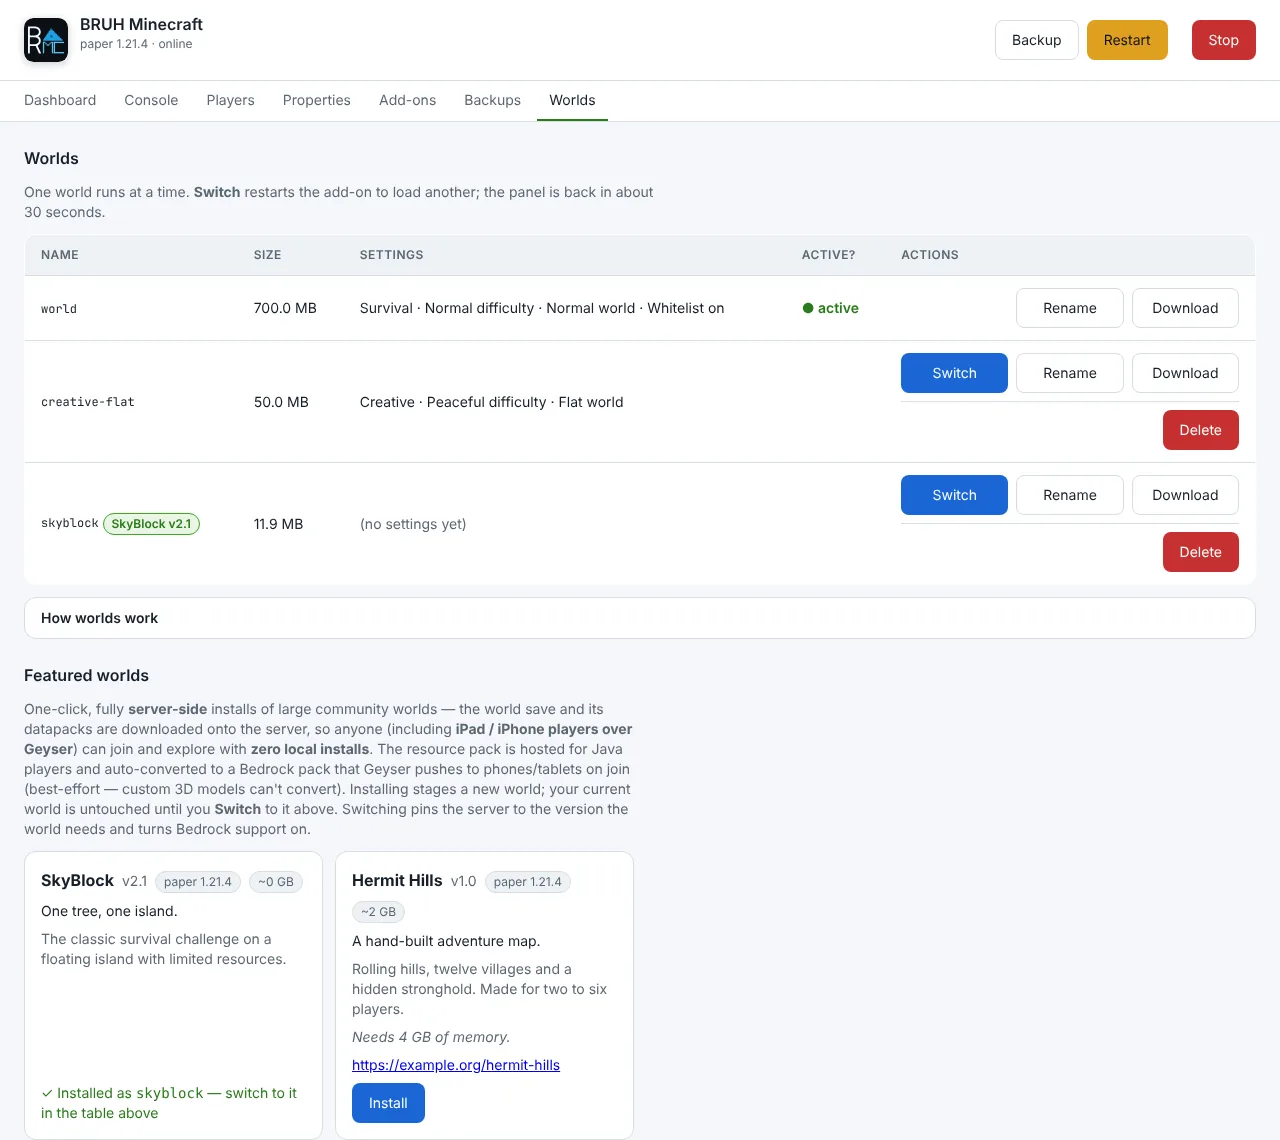 RMC
BRUH Minecraft
paper 1.21.4 · online
Backup
Restart
Stop
Dashboard
Console
Players
Properties
Add-ons
Backups
Worlds
Worlds
One world runs at a time. Switch restarts the add-on to load another; the panel is back in about
30 seconds.
NAME SIZE SETTINGS ACTIVE? ACTIONS
world 700.0 MB Survival · Normal difficulty · Normal world · Whitelist on ● active Rename Download
Switch Rename Download
creative-flat 50.0 MB Creative · Peaceful difficulty · Flat world
Delete
Switch Rename Download
skyblock SkyBlock v2.1 11.9 MB (no settings yet)
Delete
How worlds work
Featured worlds
One-click, fully server-side installs of large community worlds — the world save and its
datapacks are downloaded onto the server, so anyone (including iPad / iPhone players over
Geyser) can join and explore with zero local installs. The resource pack is hosted for Java
players and auto-converted to a Bedrock pack that Geyser pushes to phones/tablets on join
(best-effort — custom 3D models can't convert). Installing stages a new world; your current
world is untouched until you Switch to it above. Switching pins the server to the version the
world needs and turns Bedrock support on.
SkyBlock v2.1 paper 1.21.4 ~0 GB
One tree, one island.
The classic survival challenge on a
floating island with limited resources.
✓ Installed as skyblock — switch to it
in the table above
Hermit Hills v1.0 paper 1.21.4
~2 GB
A hand-built adventure map.
Rolling hills, twelve villages and a
hidden stronghold. Made for two to six
players.
Needs 4 GB of memory.
https://example.org/hermit-hills
Install